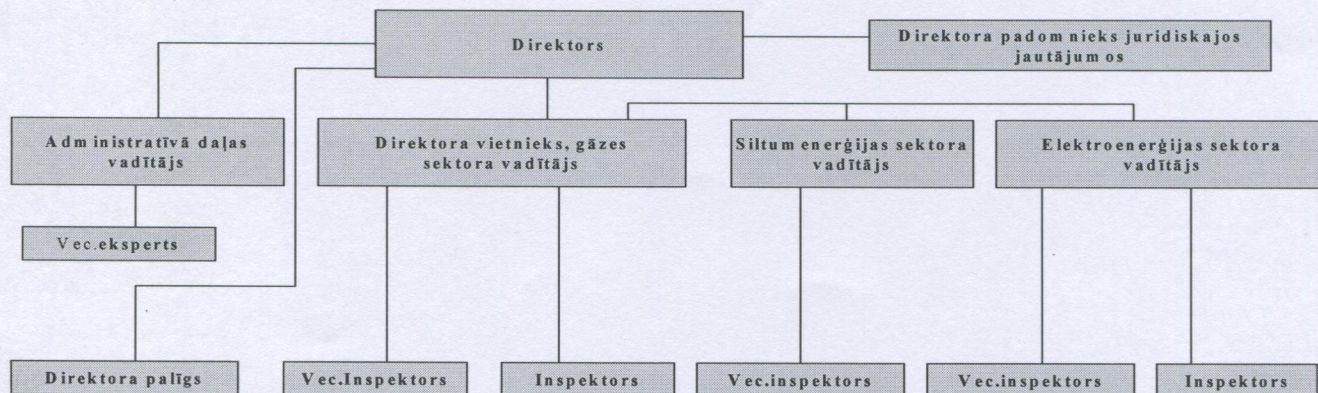 Direktors
Direktora padomnieks juridiskajos
jautājumos
Administratīvā daļas
vadītājs
Direktora vietnieks, gāzes
sektora vadītājs
Siltumenerģijas sektora
vadītājs
Elektroenerģijas sektora
vadītājs
Vec.eksperts
Direktora palīgs
Vec.Inspektors
Inspektors
Vec.inspektors
Vec.inspektors
Inspektors